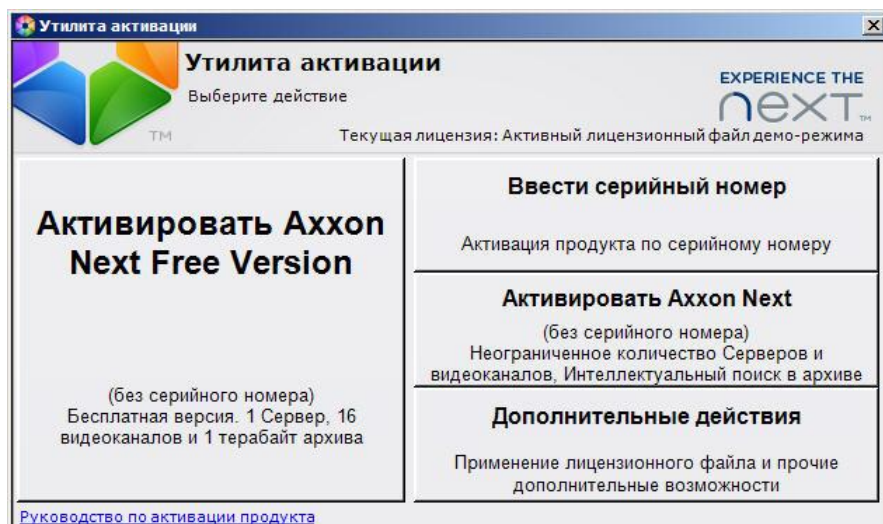 Утилита активации
Утилита активации
Выберите действие
EXPERIENCE THE
next™
TM
Текущая лицензия: Активный лицензионный файл демо-режима
Активировать Axxon
Next Free Version
(без серийного номера)
Бесплатная версия. 1 Сервер, 16
видеоканалов и 1 терабайт архива
Ввести серийный номер
Активация продукта по серийному номеру
Активировать Axxon Next
(без серийного номера)
Неограниченное количество Серверов и
видеоканалов, Интеллектуальный поиск в архиве
Дополнительные действия
Применение лицензионного файла и прочие
дополнительные возможности
Руководство по активации продукта